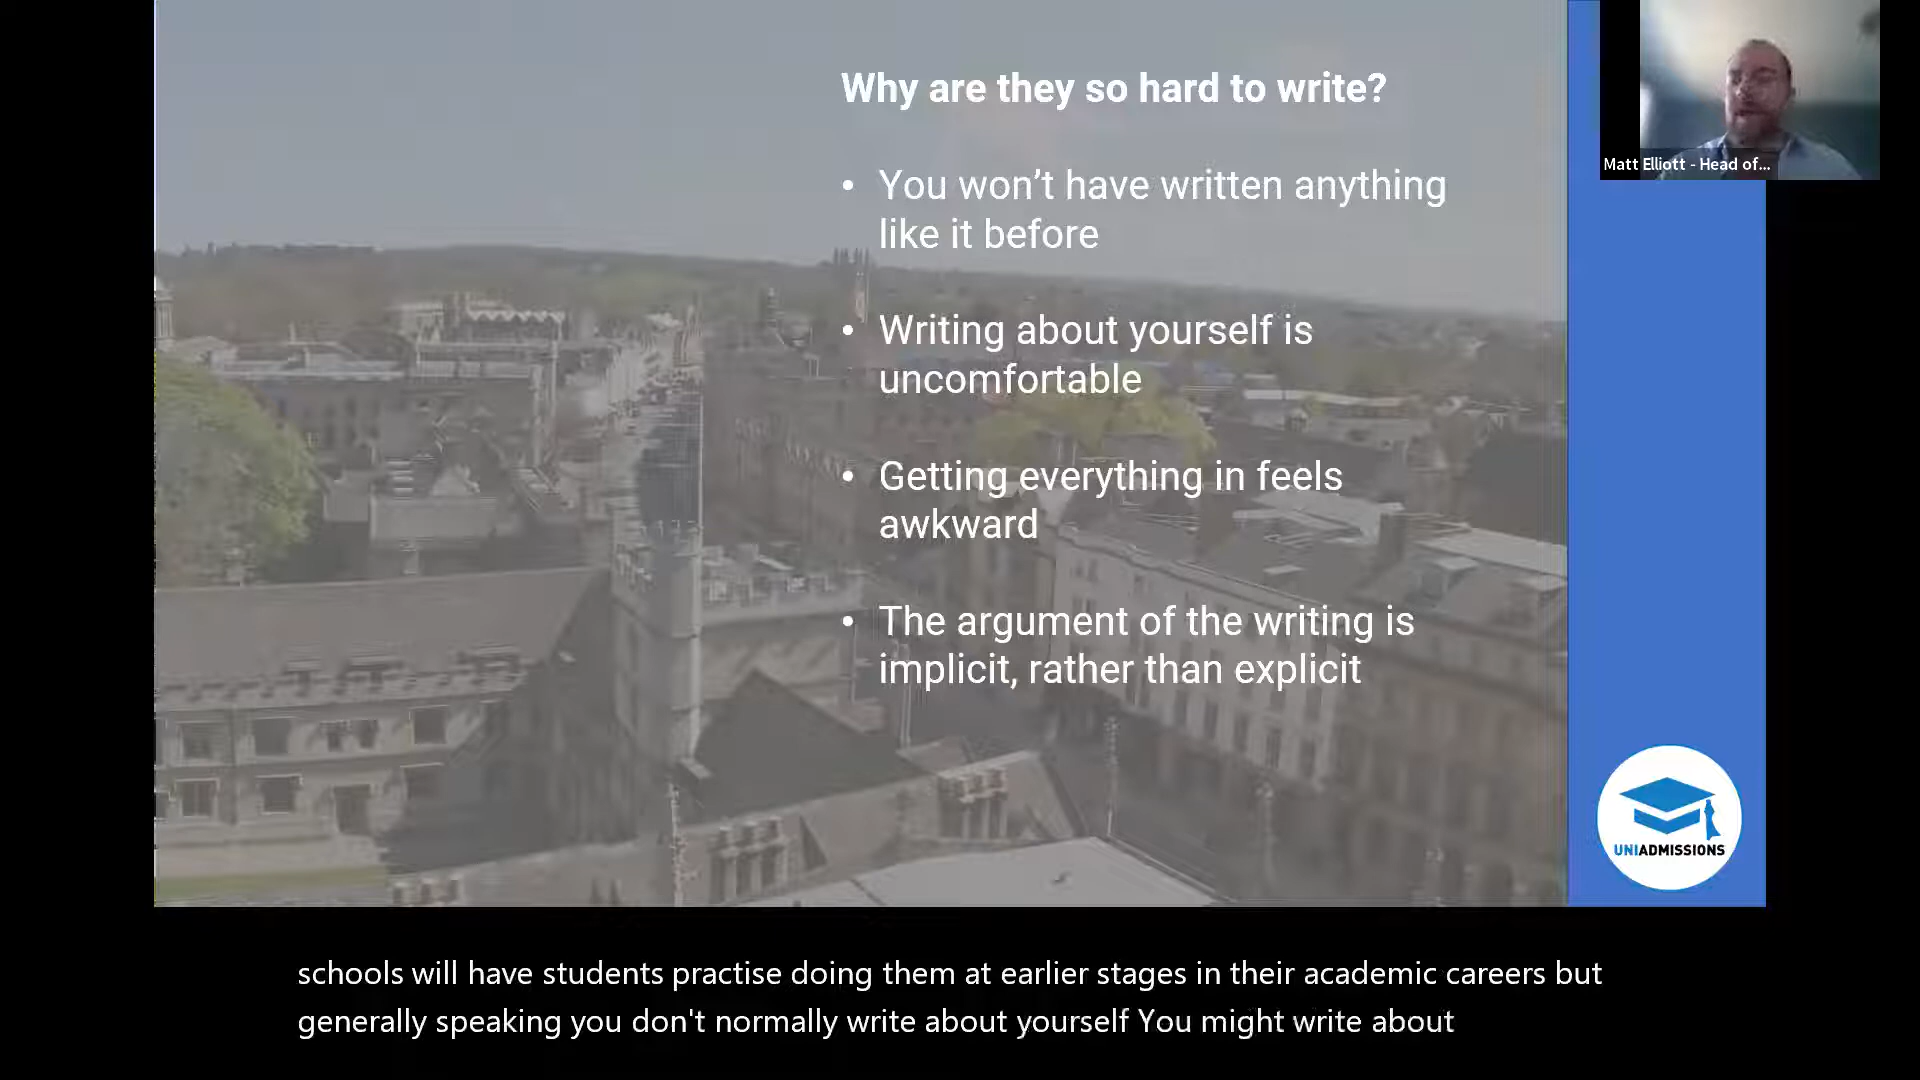 Why are they so hard to write?
• You won’t have written anything
like it before
• Writing about yourself is
uncomfortable
• Getting everything in feels
awkward
• The argument of the writing is
implicit, rather than explicit
Matt Elliott - Head of...
UNIADMISSIONS
schools will have students practise doing them at earlier stages in their academic careers but
generally speaking you don't normally write about yourself You might write about